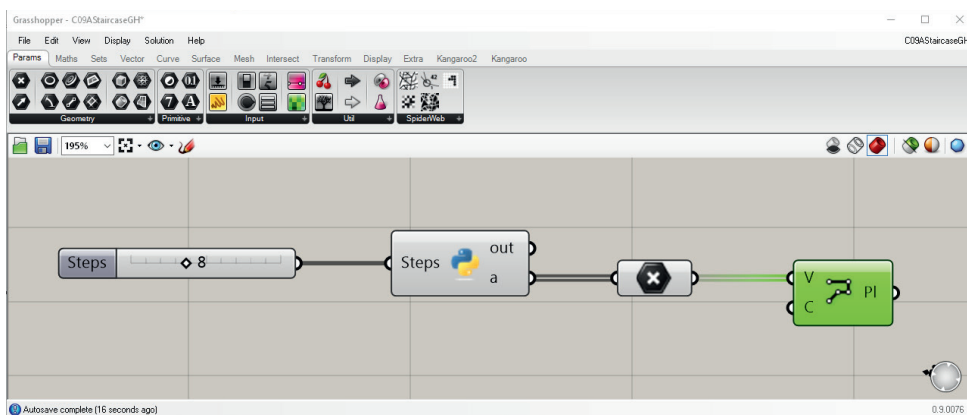 Grasshopper - C09AStaircaseGH*
File Edit View Display Solution Help C09AStaircaseGH
Params Maths Sets Vector Curve Surface Mesh Intersect Transform Display Extra Kangaroo2 Kangaroo
Geometry Primitive Input Util SpiderWeb
195%
Steps 8
Steps out
a
V Pl
C
Autosave complete (16 seconds ago) 0.9.0076